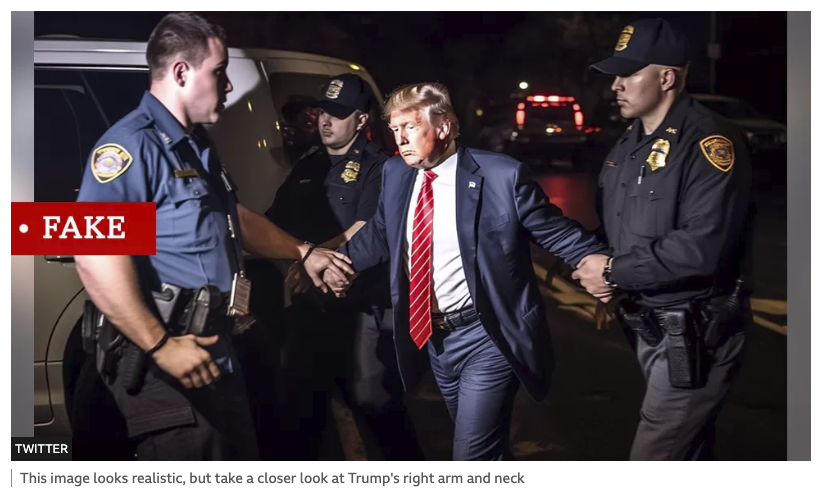 FAKE
TWITTER
This image looks realistic, but take a closer look at Trump's right arm and neck